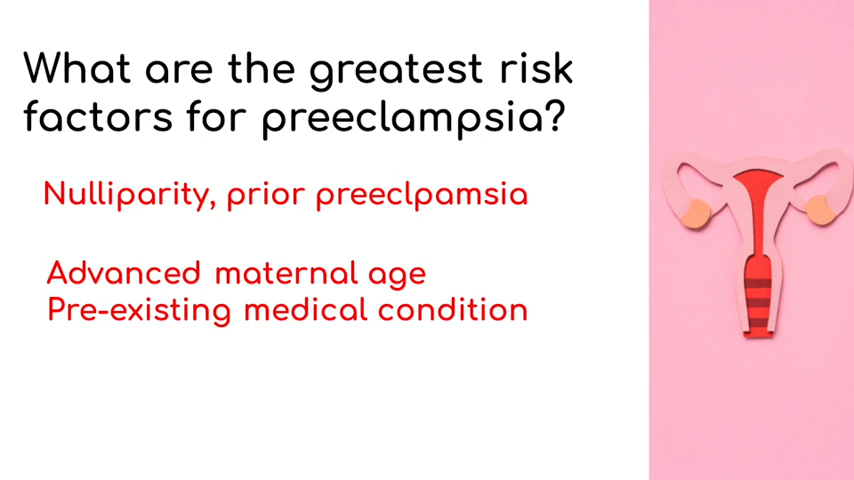 What are the greatest risk
factors for preeclampsia?
Nulliparity, prior preeclpamsia
Advanced maternal age
Pre-existing medical condition